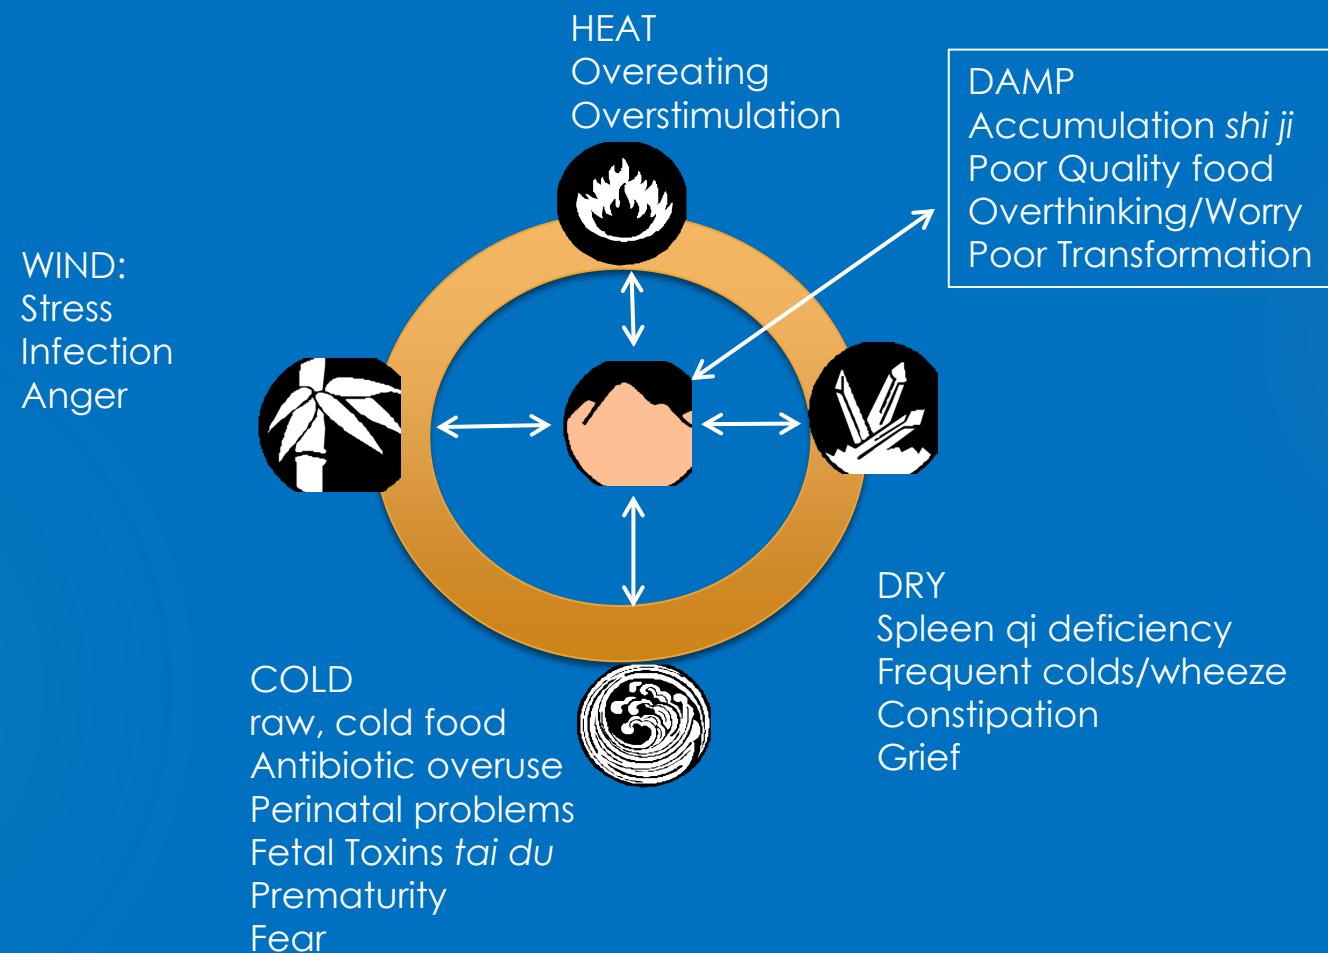 HEAT
Overeating
Overstimulation
DAMP
Accumulation shi ji
Poor Quality food
Overthinking/Worry
Poor Transformation
WIND:
Stress
Infection
Anger
DRY
Spleen qi deficiency
Frequent colds/wheeze
Constipation
Grief
COLD
raw, cold food
Antibiotic overuse
Perinatal problems
Fetal Toxins tai du
Prematurity
Fear